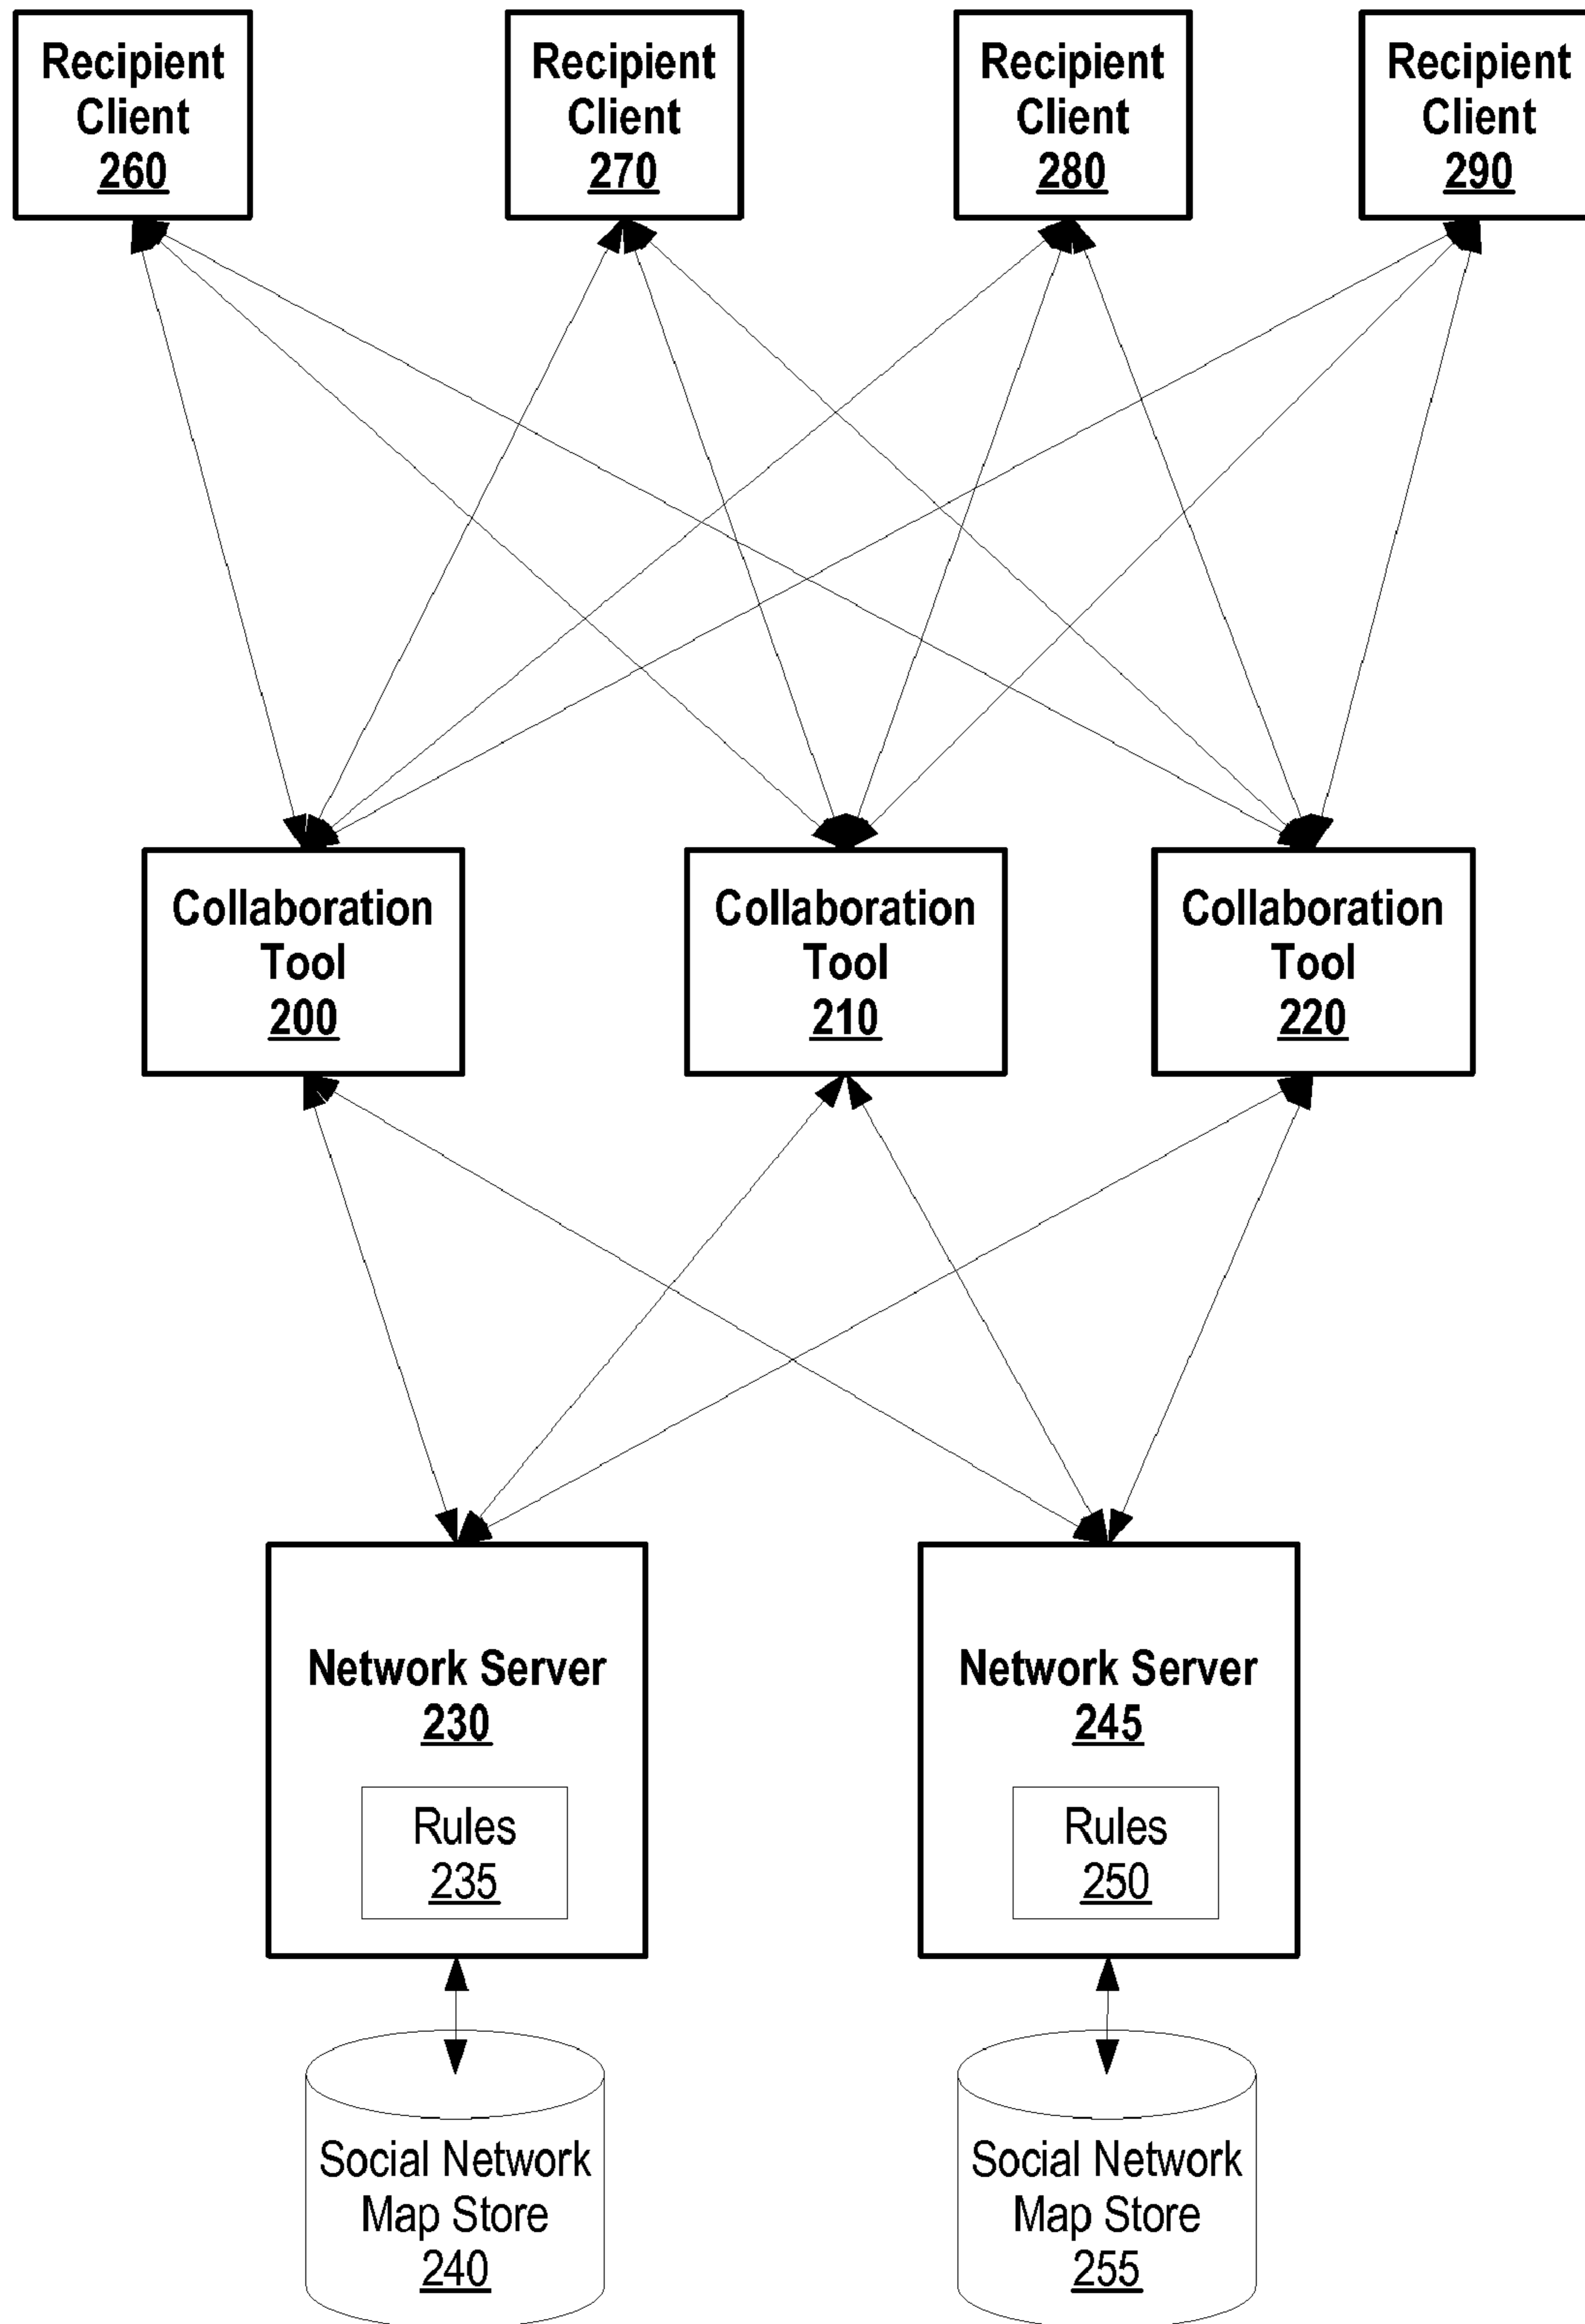 Recipient
Client
260
Recipient
Client
270
Recipient
Client
280
Recipient
Client
290
Collaboration
Tool
200
Collaboration
Tool
210
Collaboration
Tool
220
Network Server
230
Rules
235
Network Server
245
Rules
250
Social Network
Map Store
240
Social Network
Map Store
255